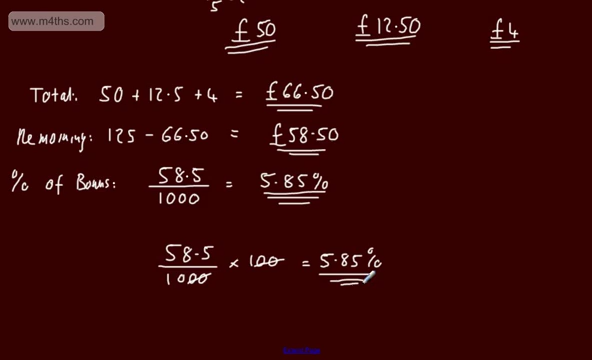 www.m4ths.com
5
£50 £12.50 £4
Total: 50 + 12.5 + 4 = £66.50
Remaining: 125 - 66.50 = £58.50
% of Bonus: 58.5/1000 = 5.85%
58.5/1000 × 100 = 5.85%